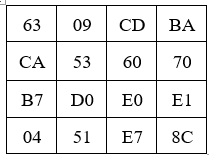 63 09 CD BA
CA 53 60 70
B7 D0 E0 E1
04 51 E7 8C